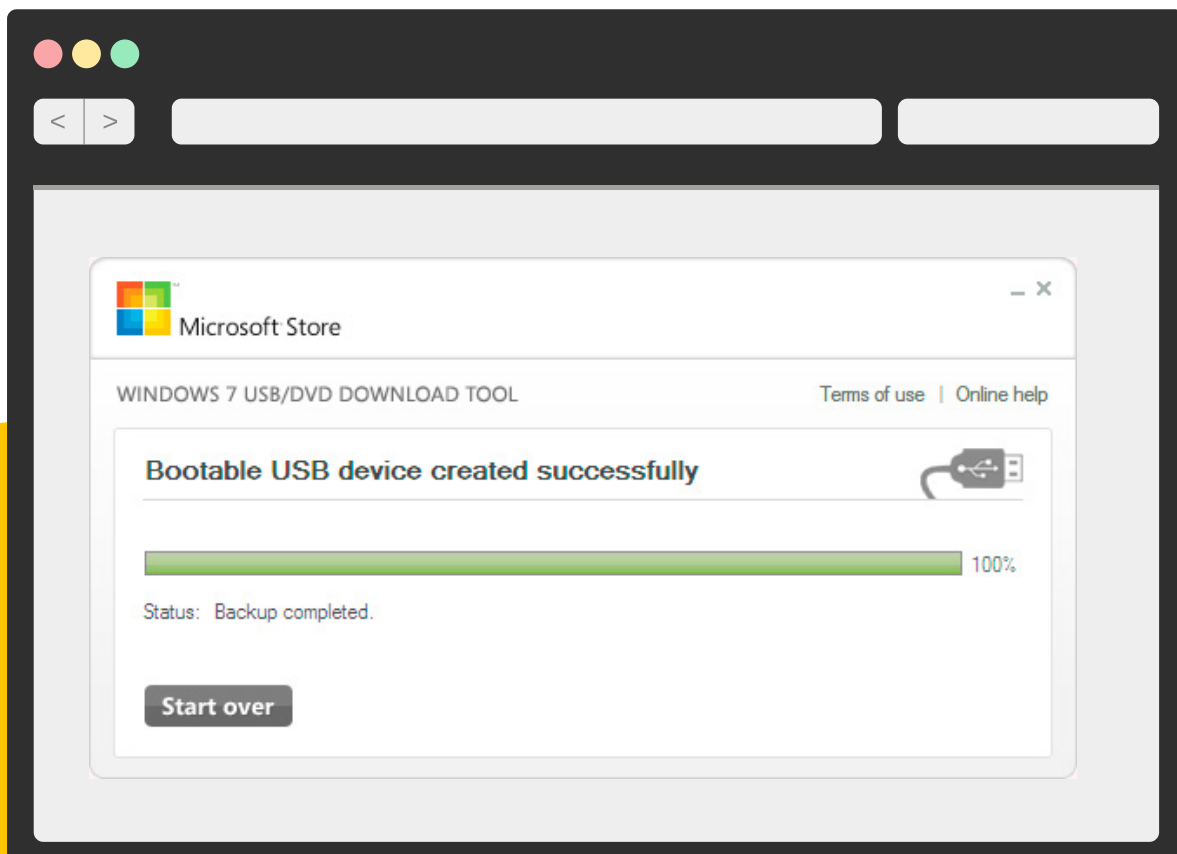 < >
™
Microsoft Store
WINDOWS 7 USB/DVD DOWNLOAD TOOL
Terms of use | Online help
Bootable USB device created successfully
100%
Status: Backup completed.
Start over